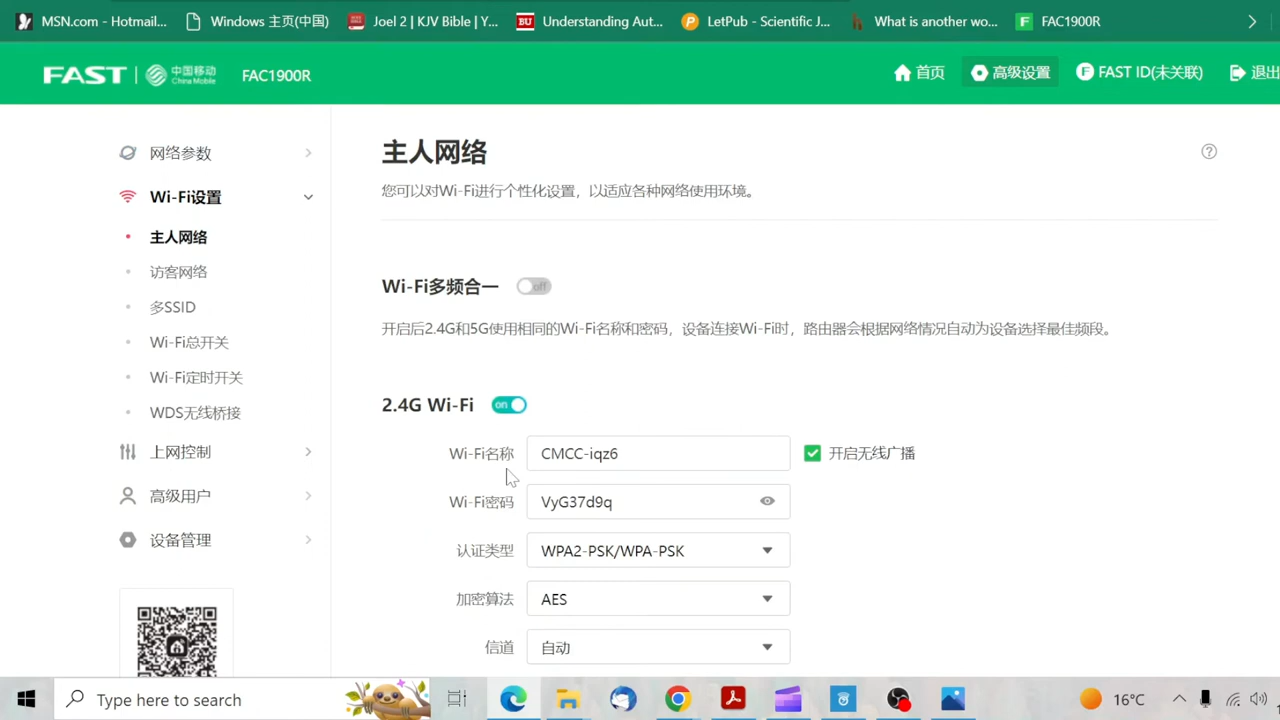 MSN.com - Hotmail...
Windows 主页(中国)
Joel 2 | KJV Bible | Y...
BU
Understanding Aut...
P
LetPub - Scientific J...
h
What is another wo...
F
FAC1900R
FAST
中国移动
China Mobile
FAC1900R
首页
高级设置
F
FAST ID(未关联)
退出
网络参数
Wi-Fi设置
主人网络
访客网络
多SSID
Wi-Fi总开关
Wi-Fi定时开关
WDS无线桥接
上网控制
高级用户
设备管理
主人网络
?
您可以对Wi-Fi进行个性化设置，以适应各种网络使用环境。
Wi-Fi多频合一
off
开启后2.4G和5G使用相同的Wi-Fi名称和密码，设备连接Wi-Fi时，路由器会根据网络情况自动为设备选择最佳频段。
2.4G Wi-Fi
on
Wi-Fi名称
CMCC-iqz6
开启无线广播
Wi-Fi密码
VyG37d9q
认证类型
WPA2-PSK/WPA-PSK
加密算法
AES
信道
自动
Type here to search
16°C